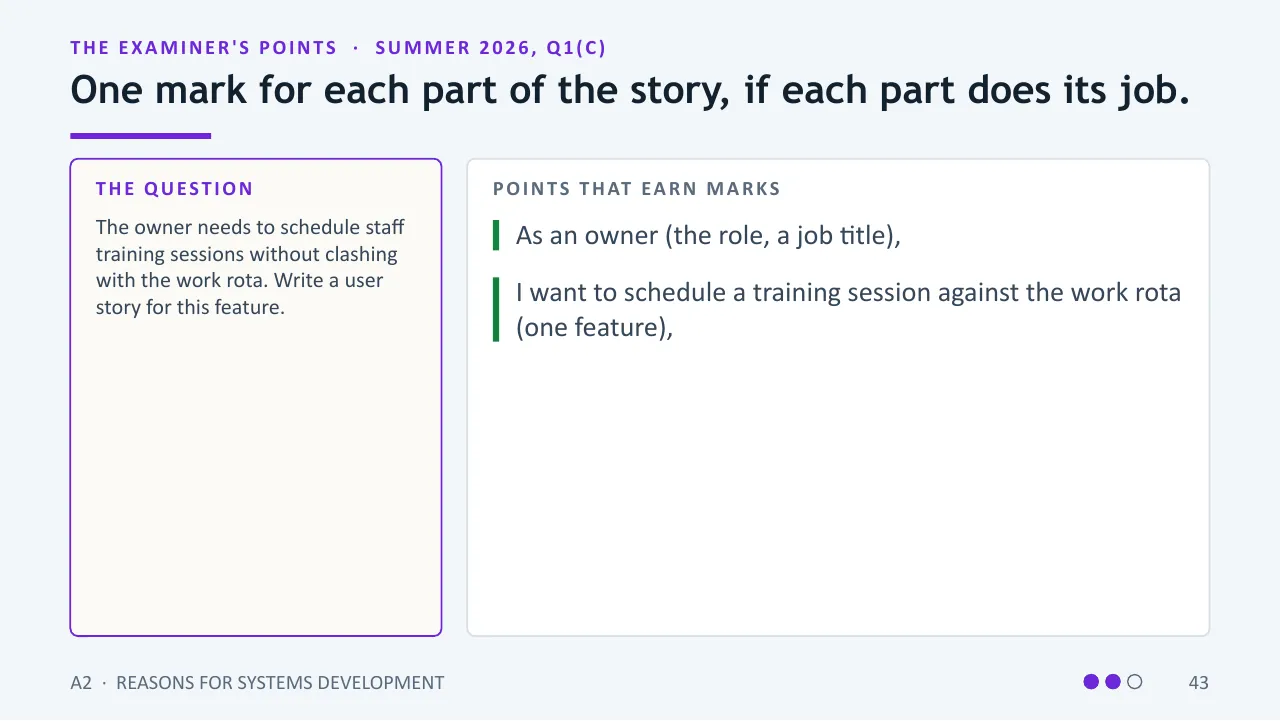 THE EXAMINER'S POINTS · SUMMER 2026, Q1(C)
One mark for each part of the story, if each part does its job.
THE QUESTION
The owner needs to schedule staff
training sessions without clashing
with the work rota. Write a user
story for this feature.
POINTS THAT EARN MARKS
As an owner (the role, a job title),
I want to schedule a training session against the work rota
(one feature),
A2 · REASONS FOR SYSTEMS DEVELOPMENT
43